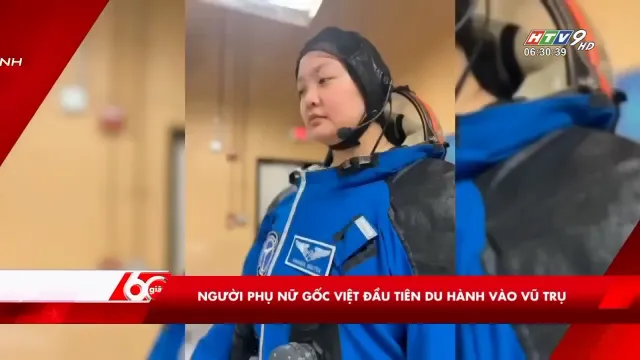 HTV9 HD
06:30:39
ÌNH
60 giây
NGƯỜI PHỤ NỮ GỐC VIỆT ĐẦU TIÊN DU HÀNH VÀO VŨ TRỤ